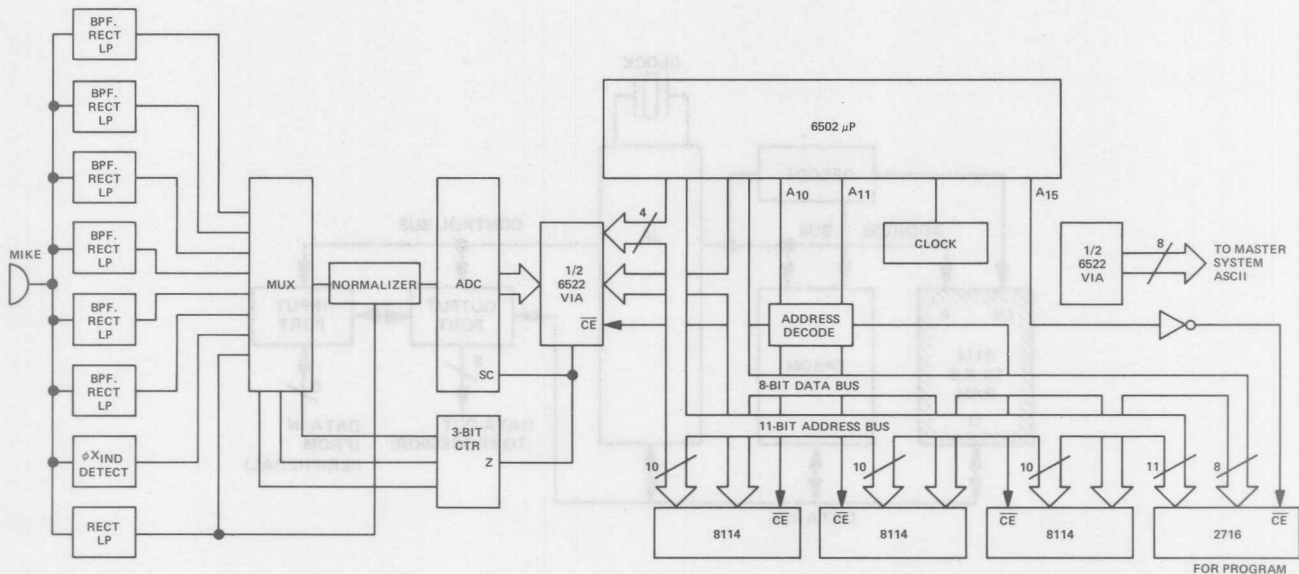 BPF.
RECT
LP
BPF.
RECT
LP
BPF.
RECT
LP
BPF.
RECT
LP
BPF.
RECT
LP
BPF.
RECT
LP
φX_IND
DETECT
RECT
LP
MIKE
MUX
NORMALIZER
ADC
SC
3-BIT
CTR
Z
1/2
6522
VIA
CE
4
6502 μP
A10
A11
A15
CLOCK
ADDRESS
DECODE
1/2
6522
VIA
8
TO MASTER
SYSTEM
ASCII
8-BIT DATA BUS
11-BIT ADDRESS BUS
10
10
10
11
8
CE
8114
CE
8114
CE
8114
CE
2716
FOR PROGRAM